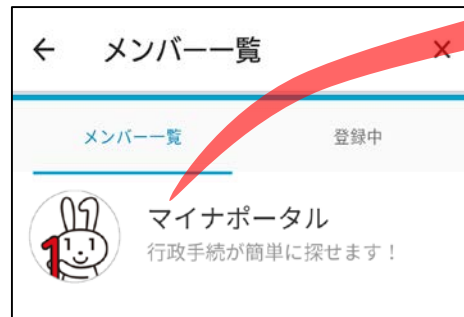 ← メンバー一覧 ×
メンバー一覧 登録中
マイナポータル
1 行政手続が簡単に探せます！